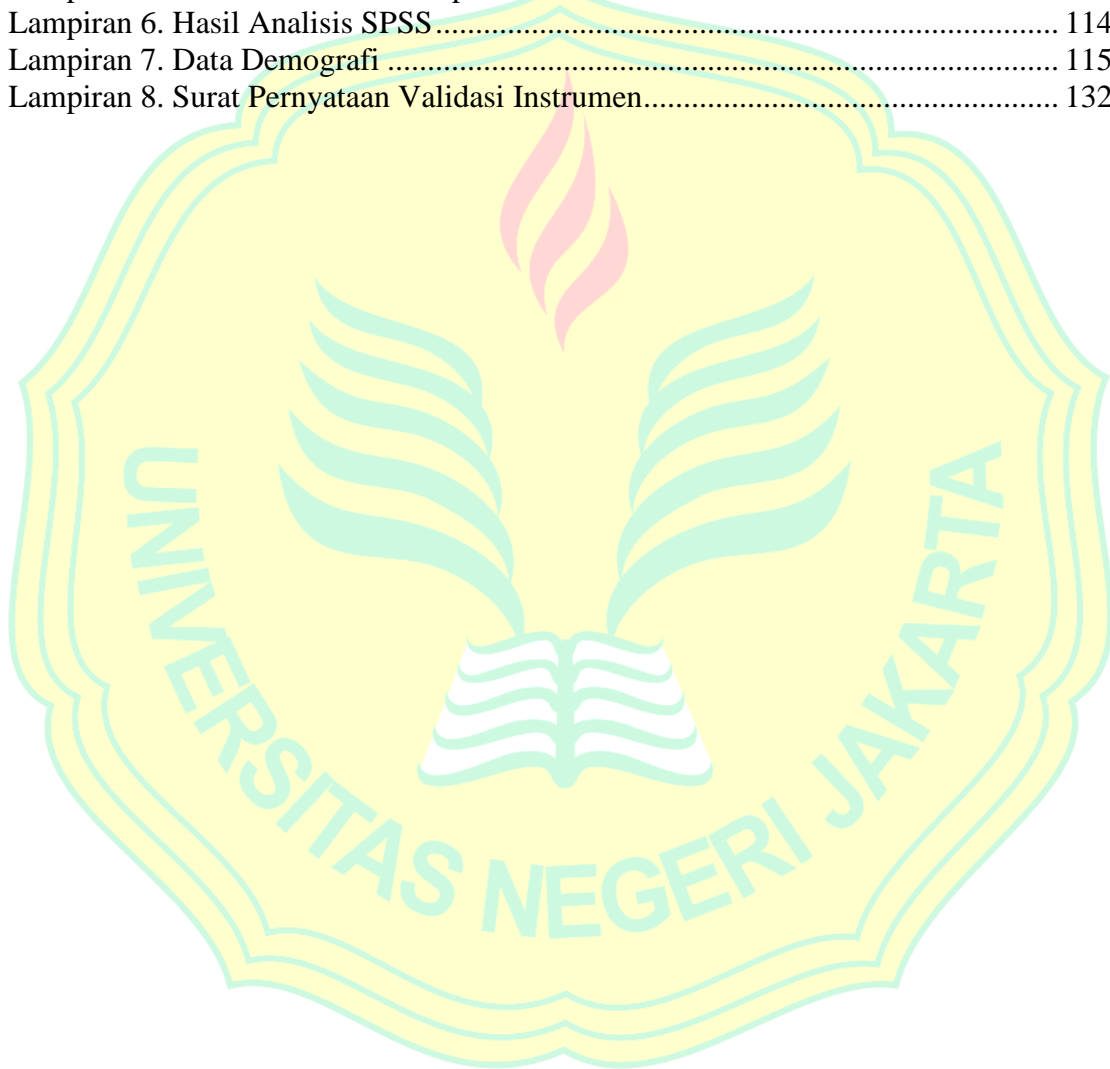 Lampiran 6. Hasil Analisis SPSS........................................................................... 114
Lampiran 7. Data Demografi ................................................................................ 115
Lampiran 8. Surat Pernyataan Validasi Instrumen................................................. 132
UNIVERSITAS NEGERI JAKARTA